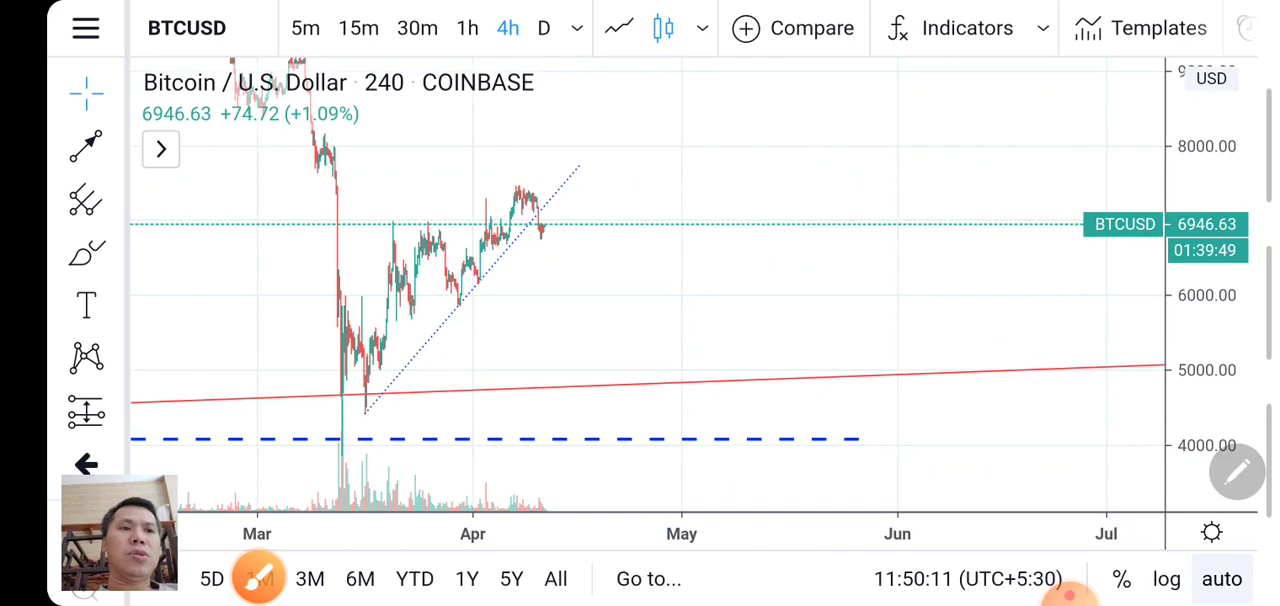 BTCUSD 5m 15m 30m 1h 4h D Compare Indicators Templates
Bitcoin / U.S. Dollar · 240 · COINBASE
6946.63 +74.72 (+1.09%)
USD
8000.00
BTCUSD 6946.63
01:39:49
6000.00
5000.00
4000.00
Mar Apr May Jun Jul
5D 3M 6M YTD 1Y 5Y All Go to... 11:50:11 (UTC+5:30) % log auto